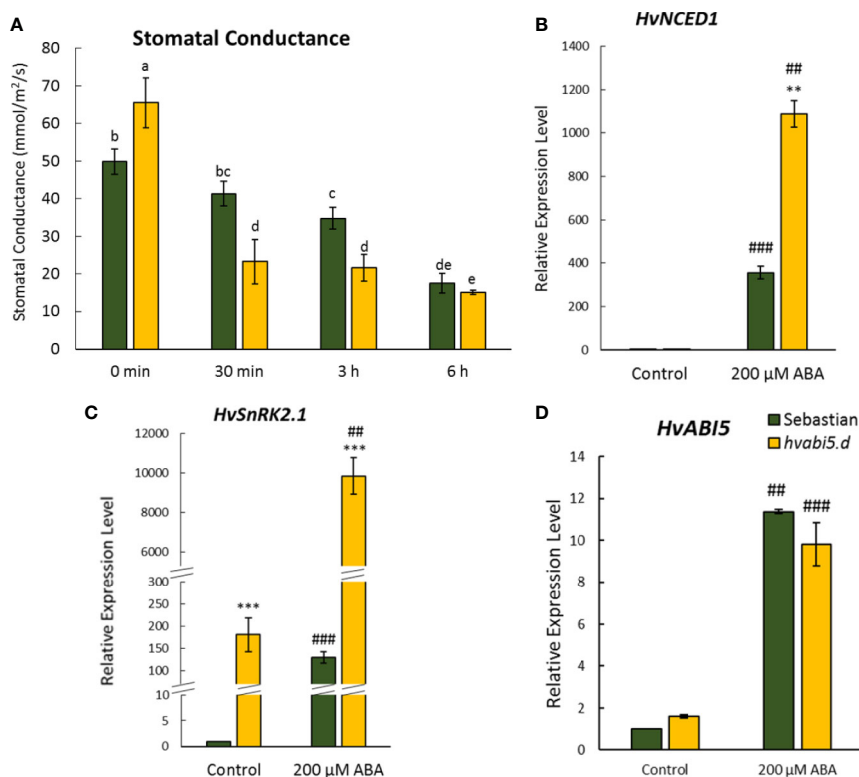 A
Stomatal Conductance
Stomatal Conductance (mmol/m²/s)
80
70
60
50
40
30
20
10
0
b
a
bc
d
c
d
de
e
0 min 30 min 3 h 6 h
B
HvNCED1
Relative Expression Level
1400
1200
1000
800
600
400
200
0
###
##
**
Control 200 µM ABA
C
HvSnRK2.1
Relative Expression Level
12000
10000
8000
6000
300
250
200
150
100
10
5
0
***
###
##
***
Control 200 µM ABA
D
HvABI5
Sebastian
hvabi5.d
Relative Expression Level
14
12
10
8
6
4
2
0
##
###
Control 200 µM ABA